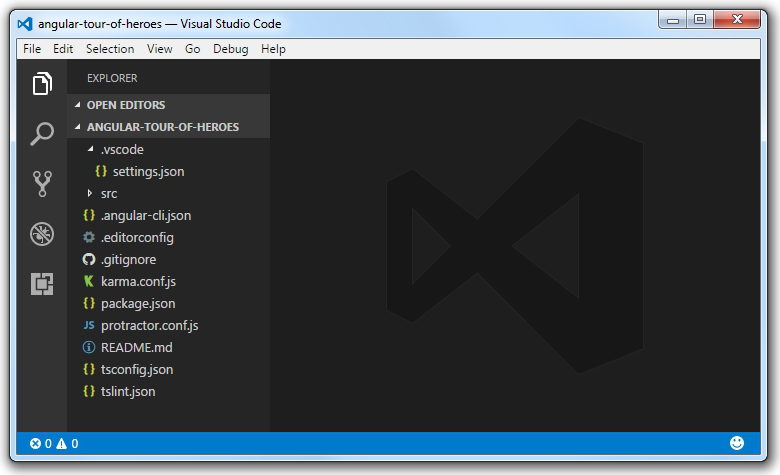 angular-tour-of-heroes — Visual Studio Code
File Edit Selection View Go Debug Help
EXPLORER
OPEN EDITORS
ANGULAR-TOUR-OF-HEROES
.vscode
{} settings.json
src
{} .angular-cli.json
.editorconfig
.gitignore
karma.conf.js
{} package.json
JS protractor.conf.js
README.md
{} tsconfig.json
{} tslint.json
0 0